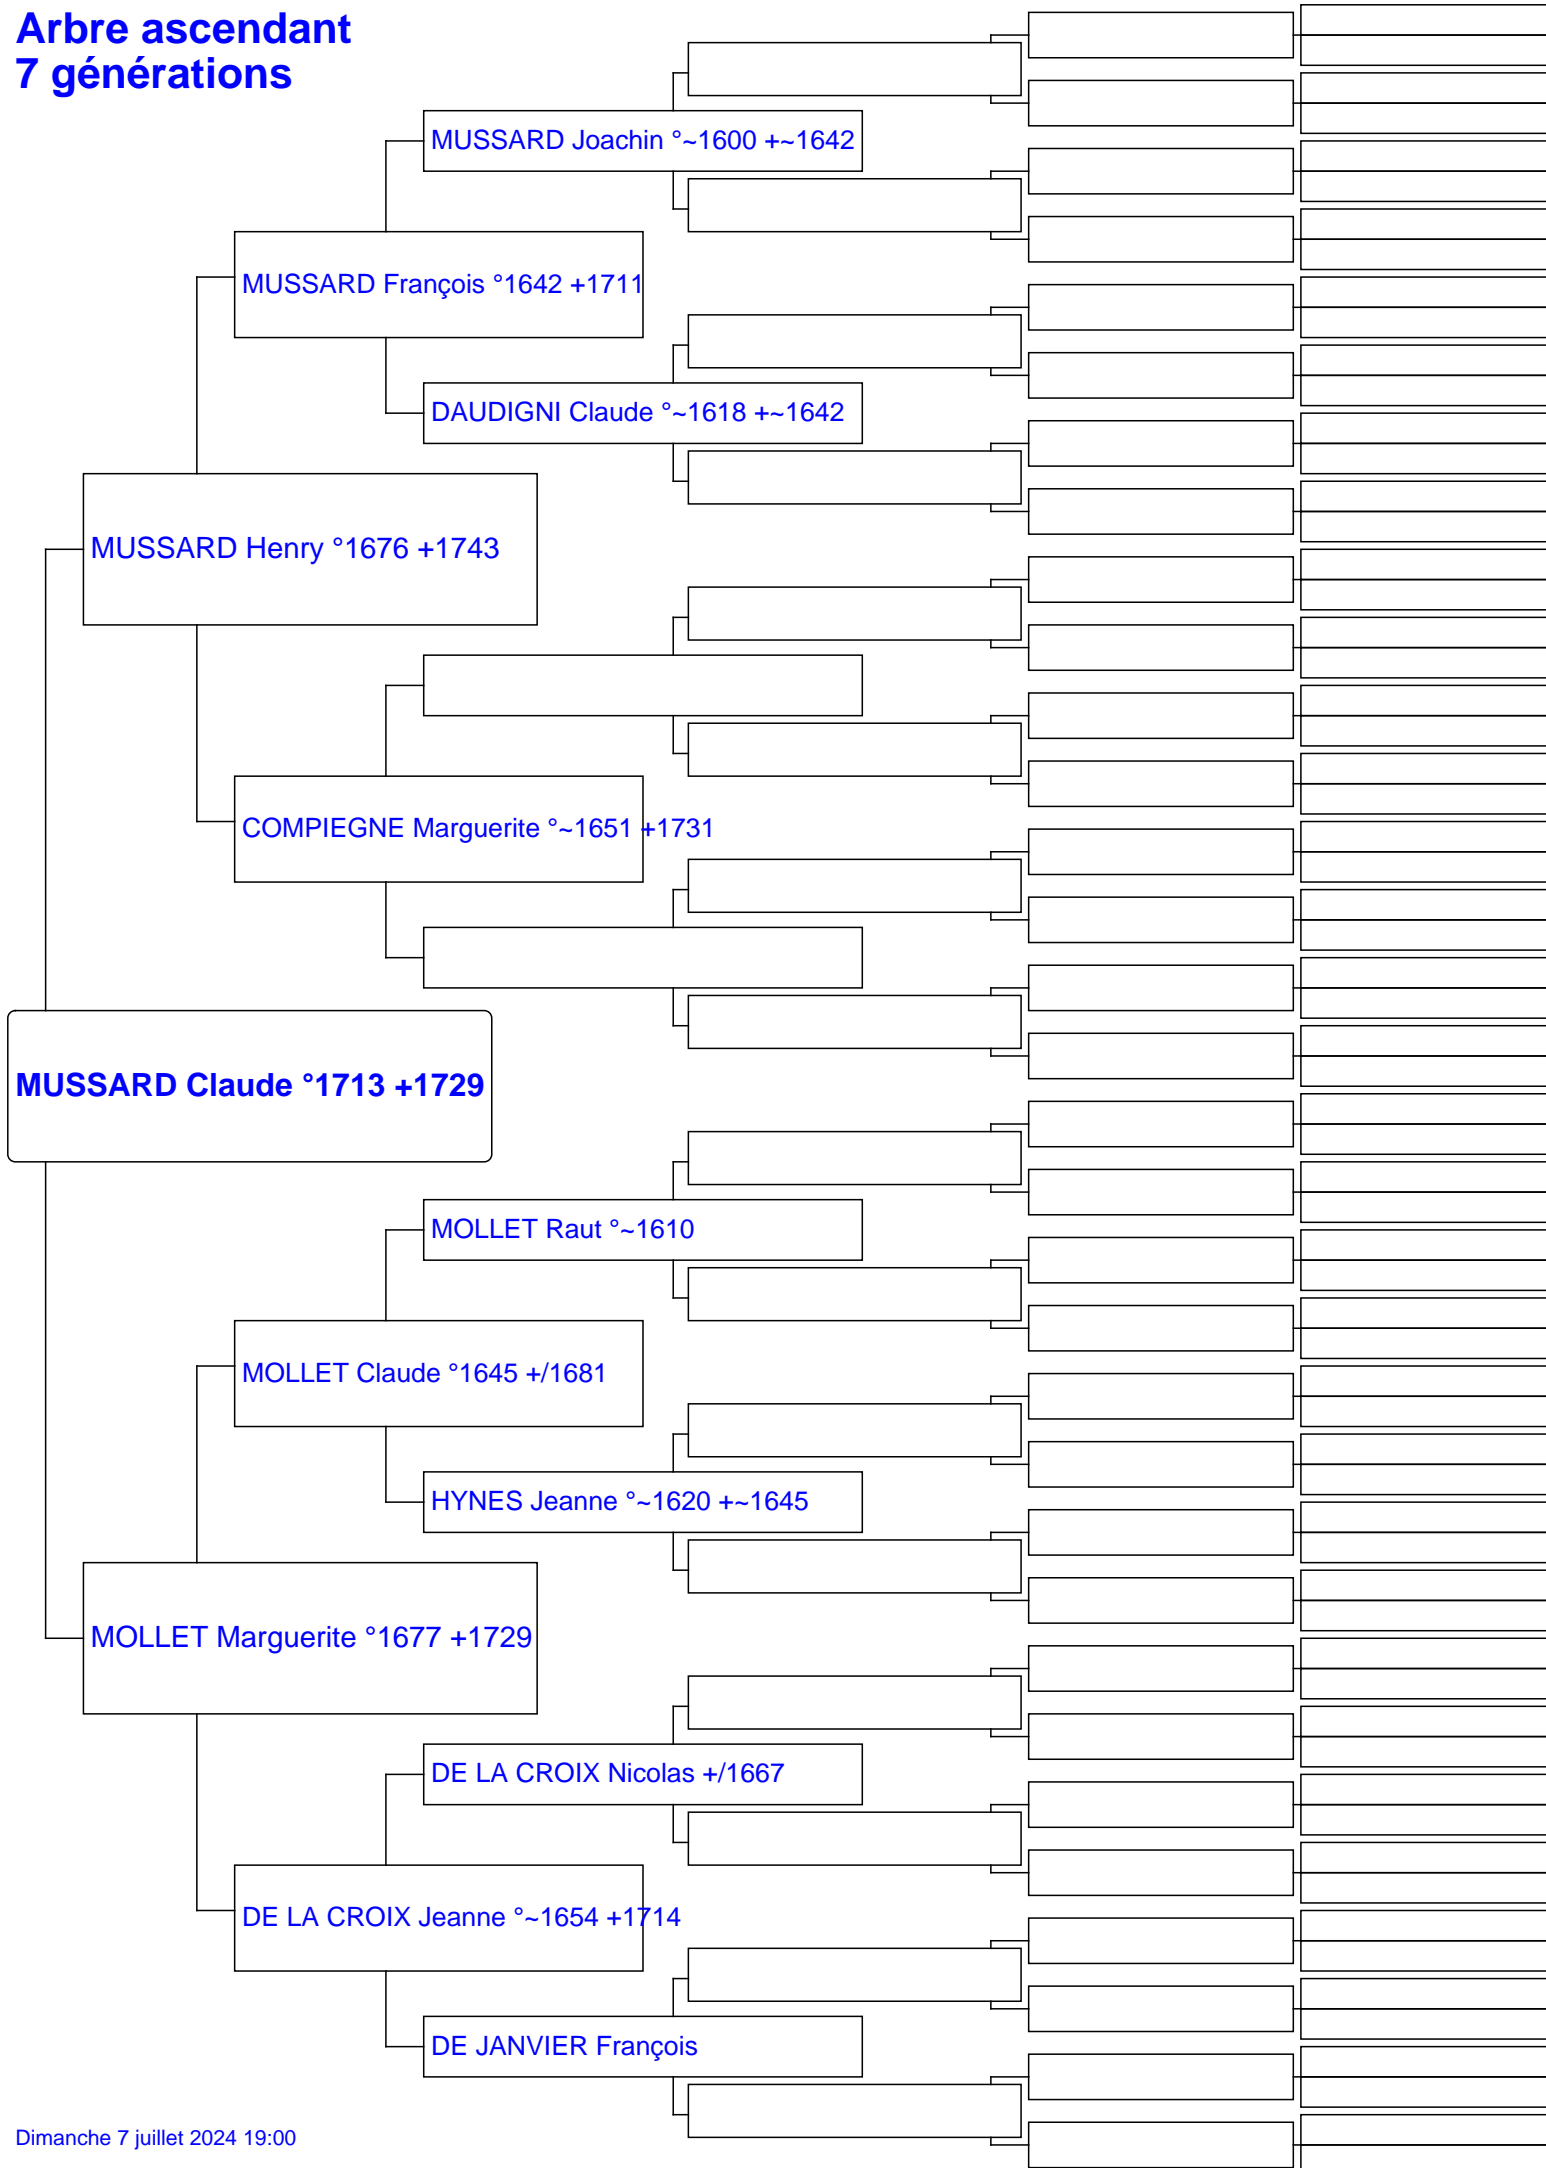 Arbre ascendant
7 générations
MUSSARD Joachin °~1600 +~1642
MUSSARD François °1642 +1711
DAUDIGNI Claude °~1618 +~1642
MUSSARD Henry °1676 +1743
COMPIEGNE Marguerite °~1651 +1731
MUSSARD Claude °1713 +1729
MOLLET Raut °~1610
MOLLET Claude °1645 +/1681
HYNES Jeanne °~1620 +~1645
MOLLET Marguerite °1677 +1729
DE LA CROIX Nicolas +/1667
DE LA CROIX Jeanne °~1654 +1714
DE JANVIER François
Dimanche 7 juillet 2024 19:00